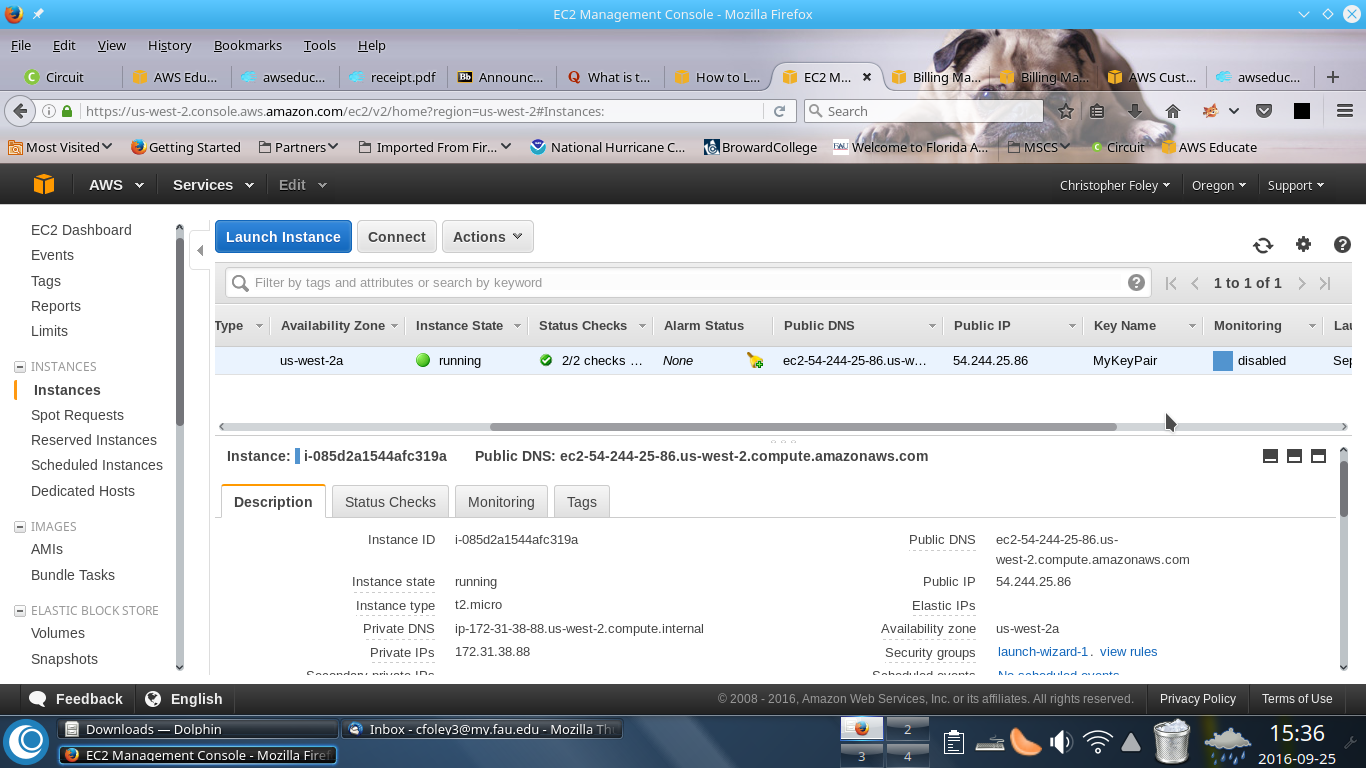 EC2 Management Console - Mozilla Firefox
File Edit View History Bookmarks Tools Help
Circuit AWS Edu... awseduc... receipt.pdf Bb Announc... Q What is t... How to L... EC2 M... Billing Ma... Billing Ma... AWS Cust... awseduc...
https://us-west-2.console.aws.amazon.com/ec2/v2/home?region=us-west-2#Instances: Search
Most Visited Getting Started Partners Imported From Fir... National Hurricane C... BrowardCollege FAU Welcome to Florida A... MSCS Circuit AWS Educate
AWS Services Edit Christopher Foley Oregon Support
EC2 Dashboard
Events
Tags
Reports
Limits
INSTANCES
Instances
Spot Requests
Reserved Instances
Scheduled Instances
Dedicated Hosts
IMAGES
AMIs
Bundle Tasks
ELASTIC BLOCK STORE
Volumes
Snapshots
Launch Instance Connect Actions
Filter by tags and attributes or search by keyword 1 to 1 of 1
Type Availability Zone Instance State Status Checks Alarm Status Public DNS Public IP Key Name Monitoring Lau
us-west-2a running 2/2 checks ... None ec2-54-244-25-86.us-w... 54.244.25.86 MyKeyPair disabled Sep
Instance: i-085d2a1544afc319a Public DNS: ec2-54-244-25-86.us-west-2.compute.amazonaws.com
Description Status Checks Monitoring Tags
Instance ID i-085d2a1544afc319a Public DNS ec2-54-244-25-86.us-
west-2.compute.amazonaws.com
Instance state running Public IP 54.244.25.86
Instance type t2.micro Elastic IPs
Private DNS ip-172-31-38-88.us-west-2.compute.internal Availability zone us-west-2a
Private IPs 172.31.38.88 Security groups launch-wizard-1. view rules
Secondary private IPs Scheduled events No scheduled events
Feedback English © 2008 - 2016, Amazon Web Services, Inc. or its affiliates. All rights reserved. Privacy Policy Terms of Use
Downloads — Dolphin Inbox - cfoley3@my.fau.edu - Mozilla Th
EC2 Management Console - Mozilla Firef
2
3 4
15:36
2016-09-25